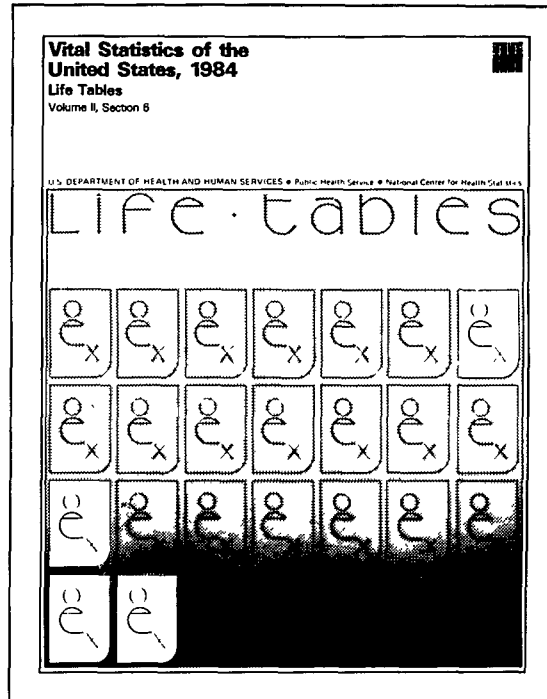 Vital Statistics of the
United States, 1984
Life Tables
Volume II, Section 6
U.S. DEPARTMENT OF HEALTH AND HUMAN SERVICES • Public Health Service • National Center for Health Statistics
Life · tables
e̊x e̊x e̊x e̊x e̊x e̊x e̊x
e̊x e̊x e̊x e̊x e̊x e̊x e̊x
e̊x e̊x e̊x e̊x e̊x e̊x e̊